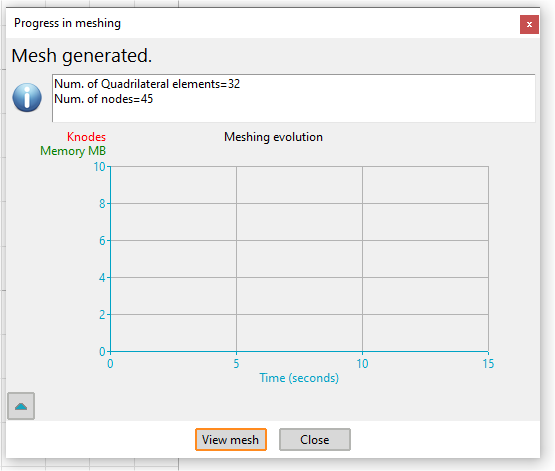 Progress in meshing
x
Mesh generated.
i
Num. of Quadrilateral elements=32
Num. of nodes=45
Knodes
Memory MB
Meshing evolution
10
8
6
4
2
0
0 5 10 15
Time (seconds)
View mesh Close